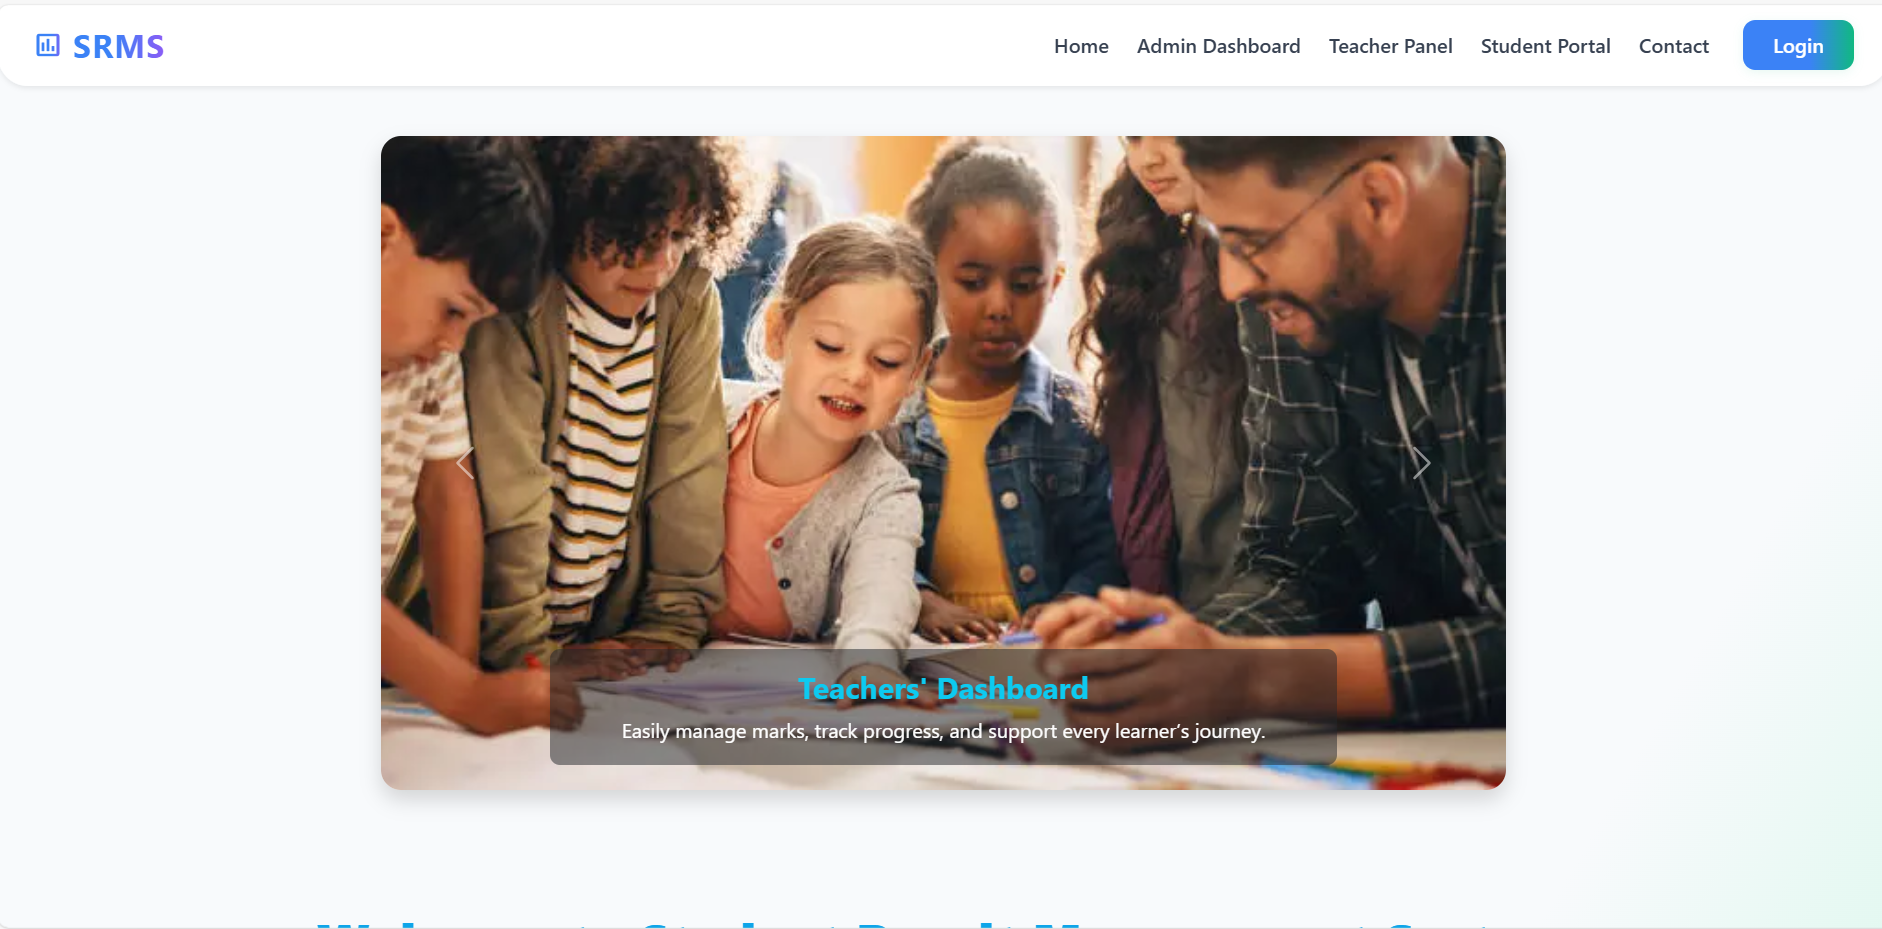 SRMS
Home Admin Dashboard Teacher Panel Student Portal Contact Login
Teachers' Dashboard
Easily manage marks, track progress, and support every learner’s journey.